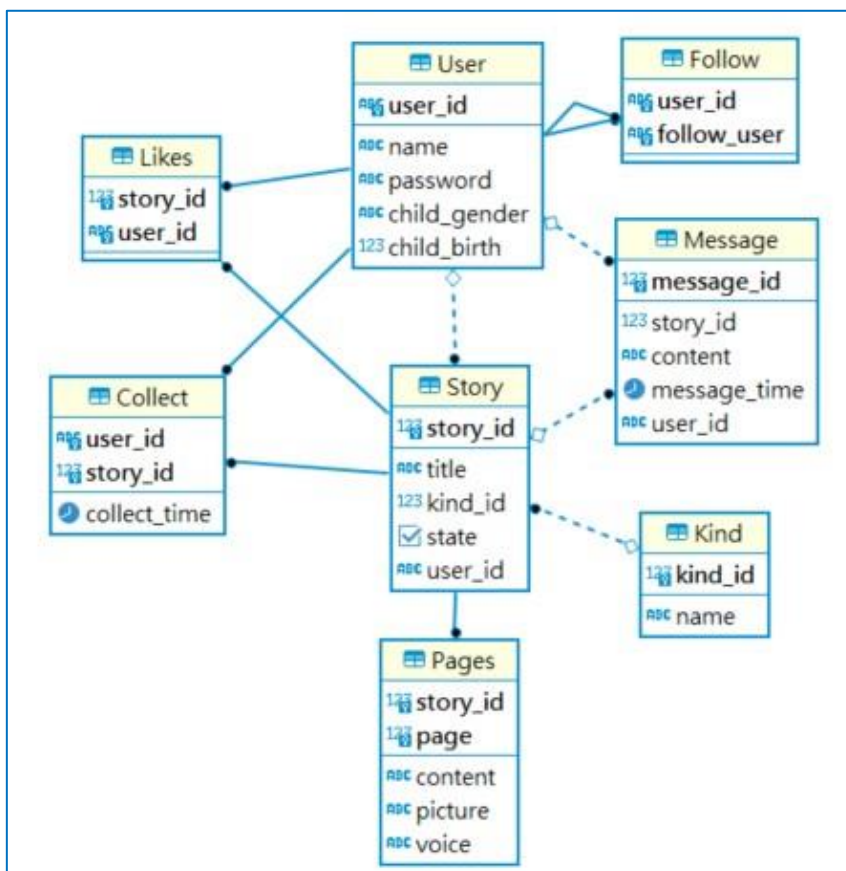 User
user_id
name
password
child_gender
child_birth
Follow
user_id
follow_user
Likes
story_id
user_id
Message
message_id
story_id
content
message_time
user_id
Collect
user_id
story_id
collect_time
Story
story_id
title
kind_id
state
user_id
Kind
kind_id
name
Pages
story_id
page
content
picture
voice